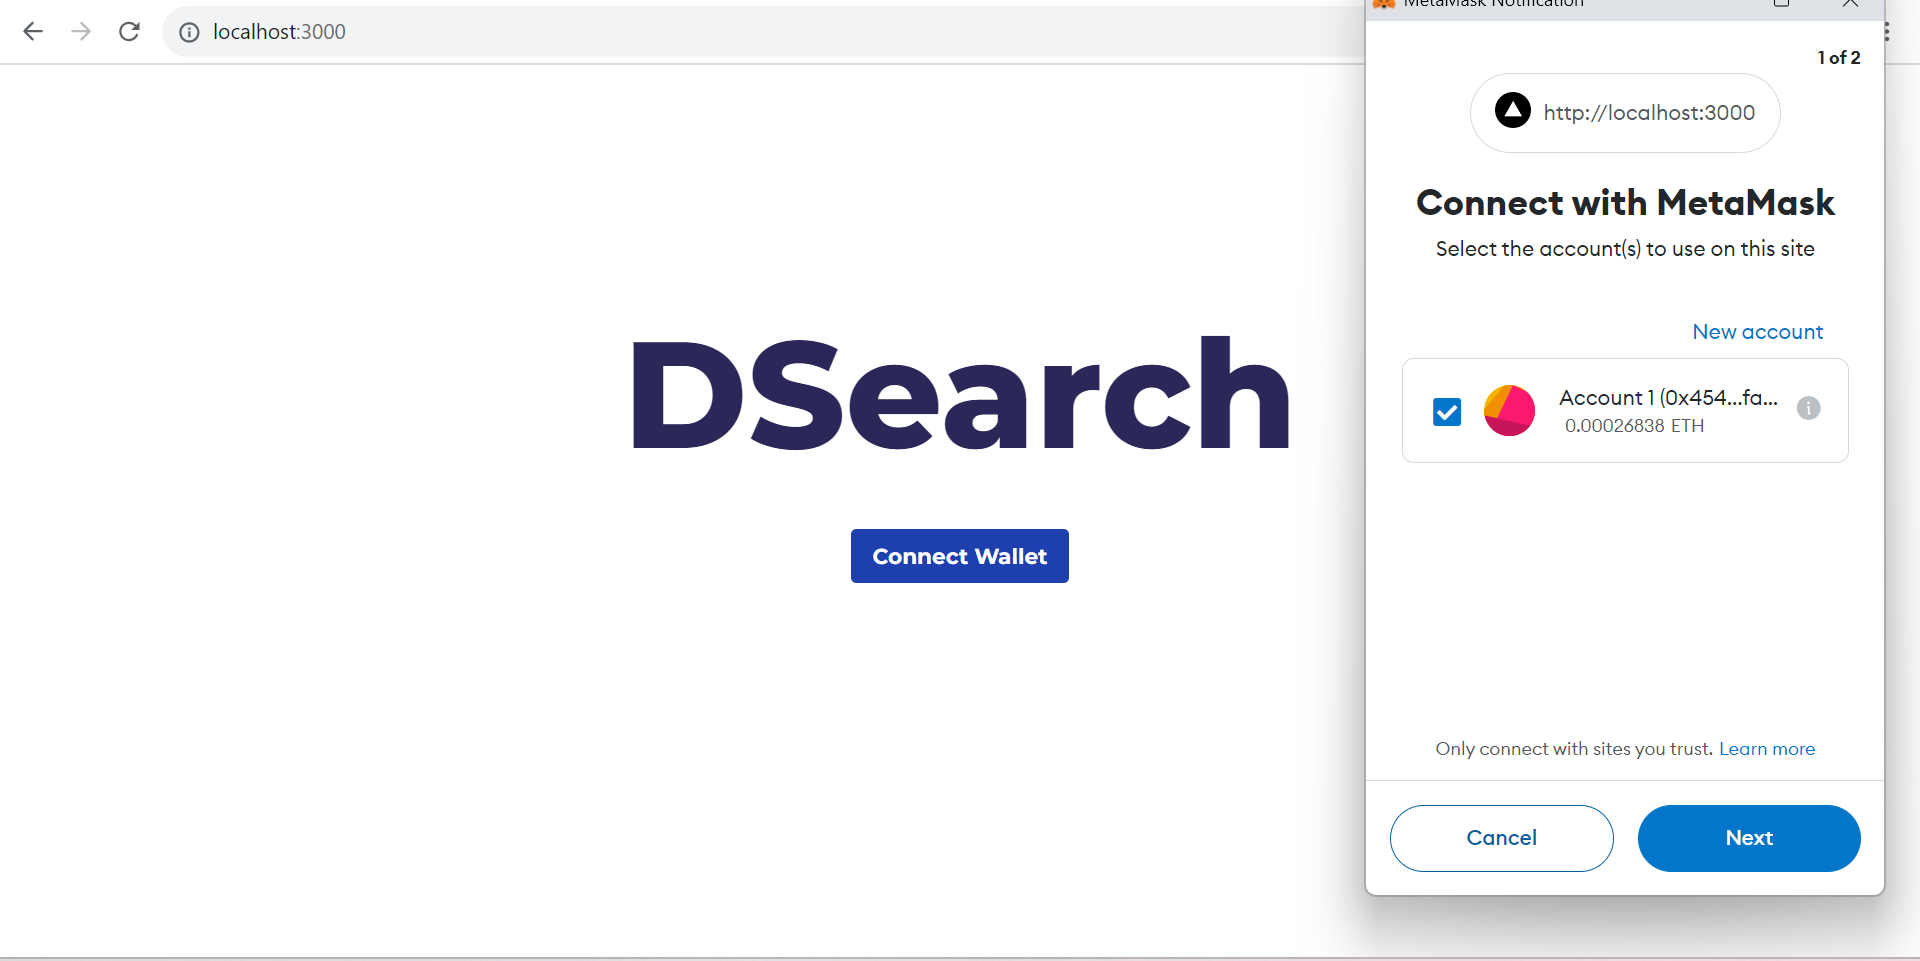 localhost:3000
MetaMask Notification
1 of 2
http://localhost:3000
Connect with MetaMask
Select the account(s) to use on this site
New account
Account 1 (0x454...fa...
0.00026838 ETH
DSearch
Connect Wallet
Only connect with sites you trust. Learn more
Cancel
Next